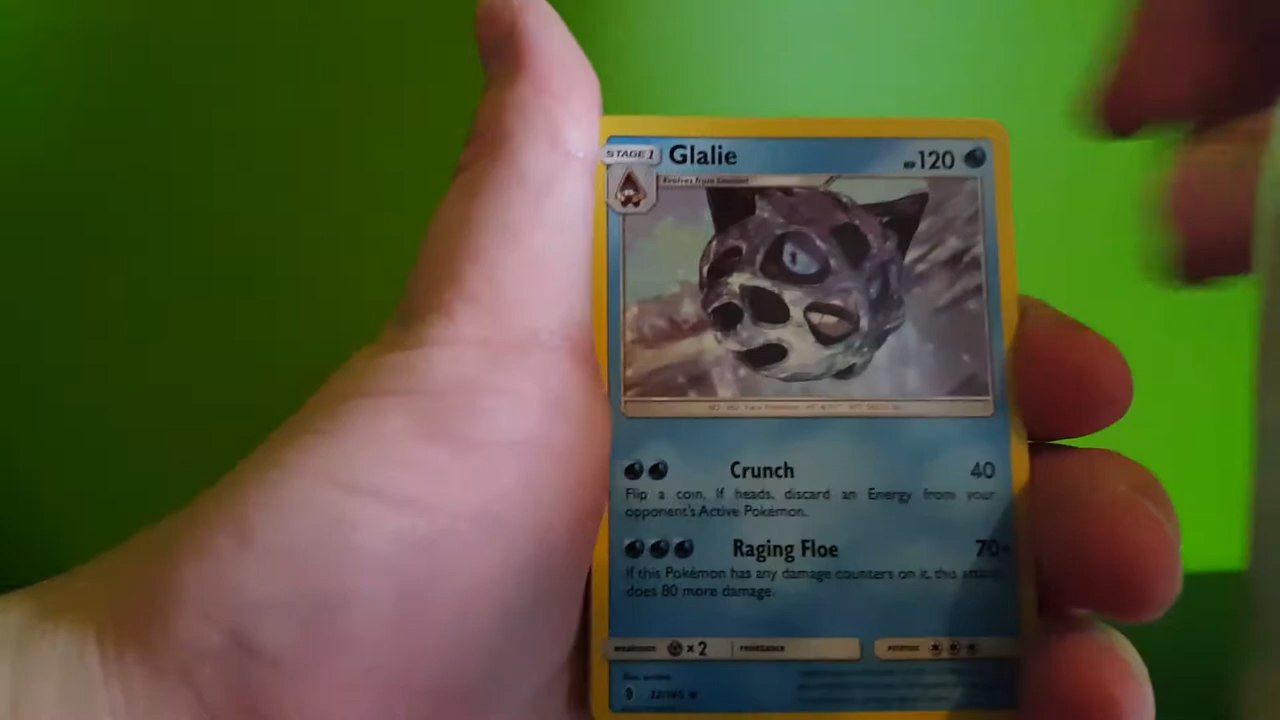 STAGE 1 Glalie HP 120
Evolves from Snorunt
Crunch 40
Flip a coin. If heads, discard an Energy from your
opponent's Active Pokémon.
Raging Floe 70+
If this Pokémon has any damage counters on it, this attack
does 80 more damage.
weakness ×2 resistance